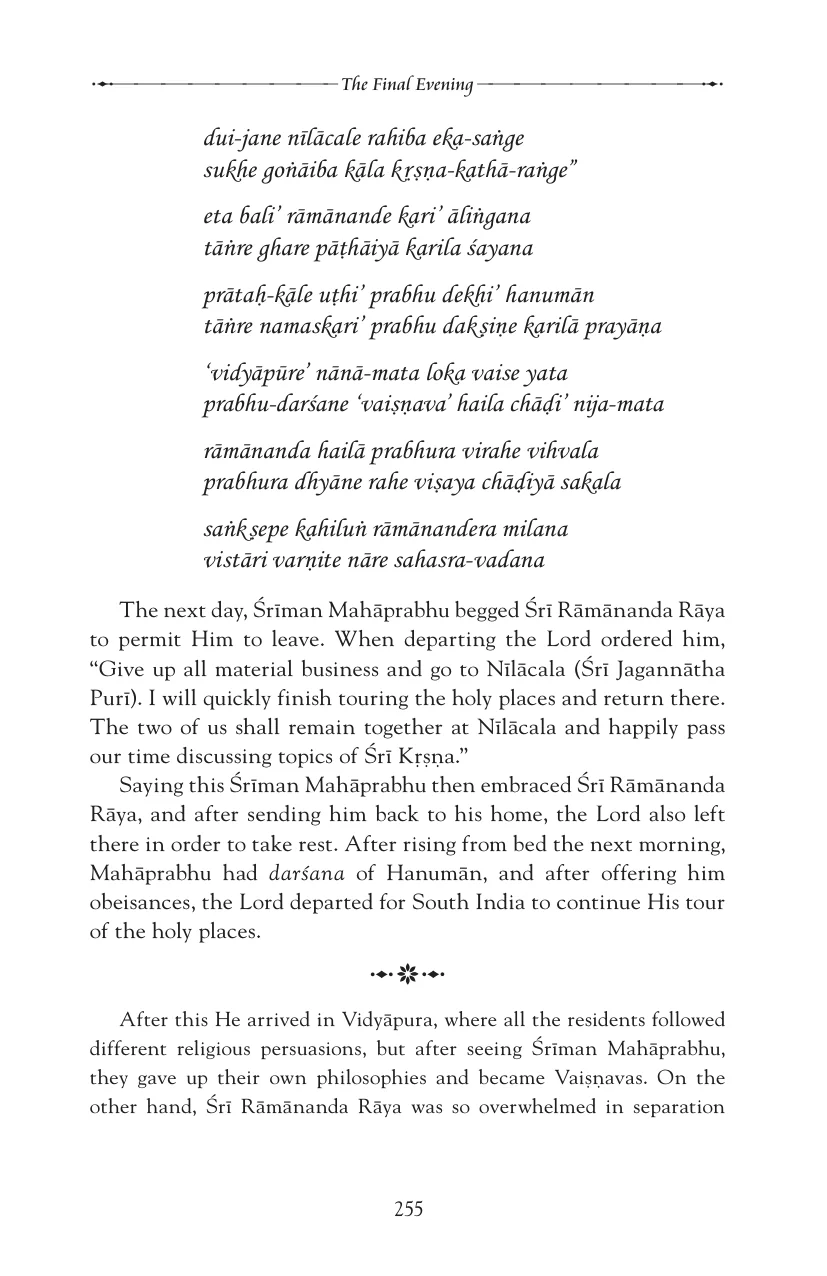 The Final Evening
dui-jane nīlācale rahiba eka-saṅge
sukhe goṅāiba kāla kṛṣṇa-kathā-raṅge”
eta bali’ rāmānande kari’ āliṅgana
tāṅre ghare pāṭhāiyā karila śayana
prātaḥ-kāle uṭhi’ prabhu dekhi’ hanumān
tāṅre namaskari’ prabhu dakṣiṇe karilā prayāṇa
‘vidyāpūre’ nānā-mata loka vaise yata
prabhu-darśane ‘vaiṣṇava’ haila chāḍi’ nija-mata
rāmānanda hailā prabhura virahe vihvala
prabhura dhyāne rahe viṣaya chāḍiyā sakala
saṅkṣepe kahiluṅ rāmānandera milana
vistāri varṇite nāre sahasra-vadana
The next day, Śrīman Mahāprabhu begged Śrī Rāmānanda Rāya
to permit Him to leave. When departing the Lord ordered him,
“Give up all material business and go to Nīlācala (Śrī Jagannātha
Purī). I will quickly finish touring the holy places and return there.
The two of us shall remain together at Nīlācala and happily pass
our time discussing topics of Śrī Kṛṣṇa.”
Saying this Śrīman Mahāprabhu then embraced Śrī Rāmānanda
Rāya, and after sending him back to his home, the Lord also left
there in order to take rest. After rising from bed the next morning,
Mahāprabhu had darśana of Hanumān, and after offering him
obeisances, the Lord departed for South India to continue His tour
of the holy places.
After this He arrived in Vidyāpura, where all the residents followed
different religious persuasions, but after seeing Śrīman Mahāprabhu,
they gave up their own philosophies and became Vaiṣṇavas. On the
other hand, Śrī Rāmānanda Rāya was so overwhelmed in separation
255